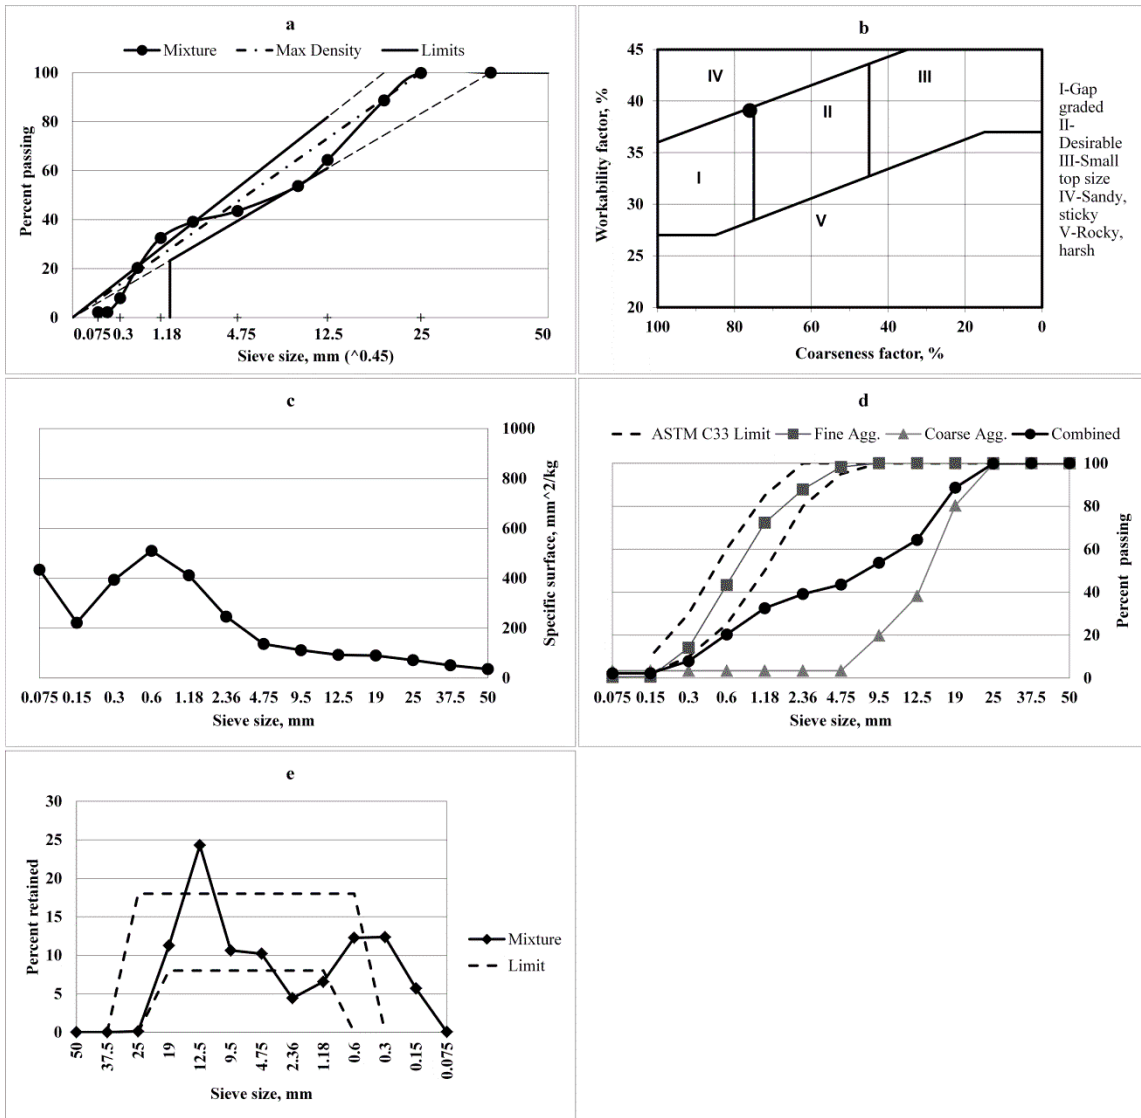 a
Mixture Max Density Limits
100
80
60
40
20
0
Percent passing
0.075 0.3 1.18 4.75 12.5 25 50
Sieve size, mm (^0.45)
b
45
40
35
30
25
20
Workability factor, %
IV
III
II
I
V
100 80 60 40 20 0
Coarseness factor, %
I-Gap
graded
II-
Desirable
III-Small
top size
IV-Sandy,
sticky
V-Rocky,
harsh
c
1000
800
600
400
200
0
Specific surface, mm^2/kg
0.075 0.15 0.3 0.6 1.18 2.36 4.75 9.5 12.5 19 25 37.5 50
Sieve size, mm
d
ASTM C33 Limit Fine Agg. Coarse Agg. Combined
100
80
60
40
20
0
Percent passing
0.075 0.15 0.3 0.6 1.18 2.36 4.75 9.5 12.5 19 25 37.5 50
Sieve size, mm
e
30
25
20
15
10
5
0
Percent retained
50 37.5 25 19 12.5 9.5 4.75 2.36 1.18 0.6 0.3 0.15 0.075
Sieve size, mm
Mixture
Limit